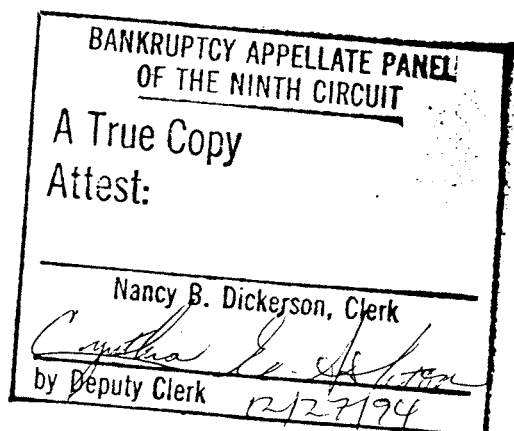 BANKRUPTCY APPELLATE PANEL
OF THE NINTH CIRCUIT
A True Copy
Attest:
Nancy B. Dickerson, Clerk
Cynthia
by Deputy Clerk 12/27/94